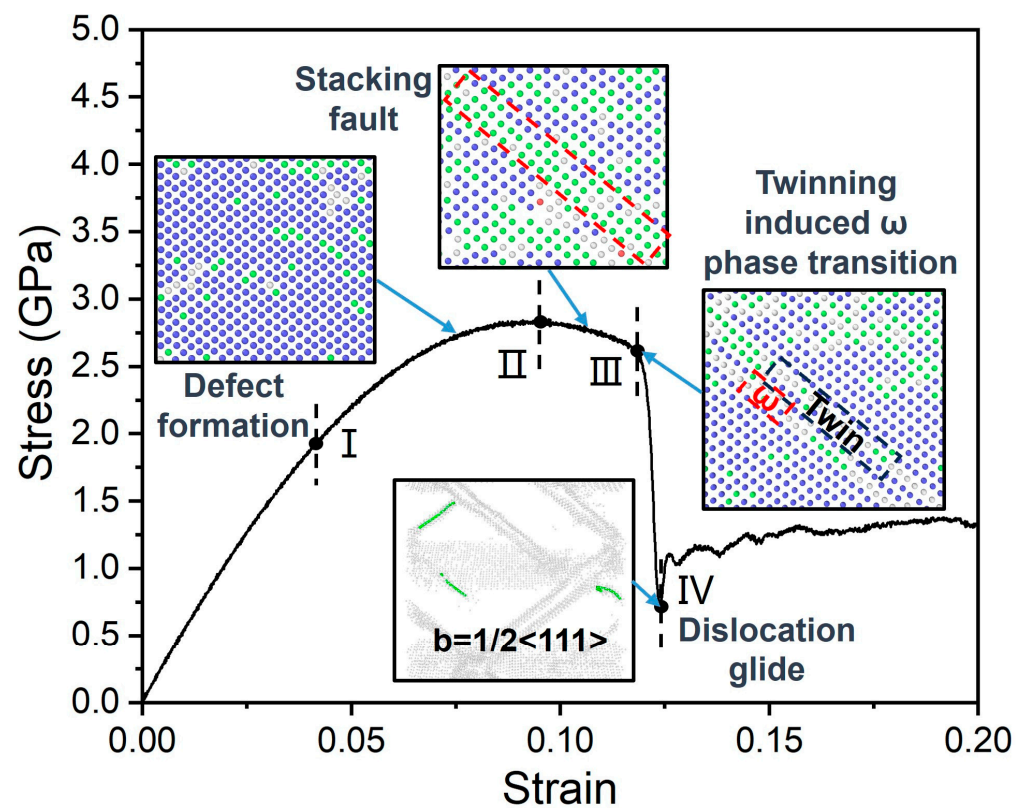 5.0
4.5
4.0
3.5
3.0
2.5
2.0
1.5
1.0
0.5
0.0
Stress (GPa)
Stacking
fault
Twinning
induced ω
phase transition
Defect
formation
I
II
III
ω
Twin
b=1/2<111>
IV
Dislocation
glide
0.00
0.05
0.10
0.15
0.20
Strain